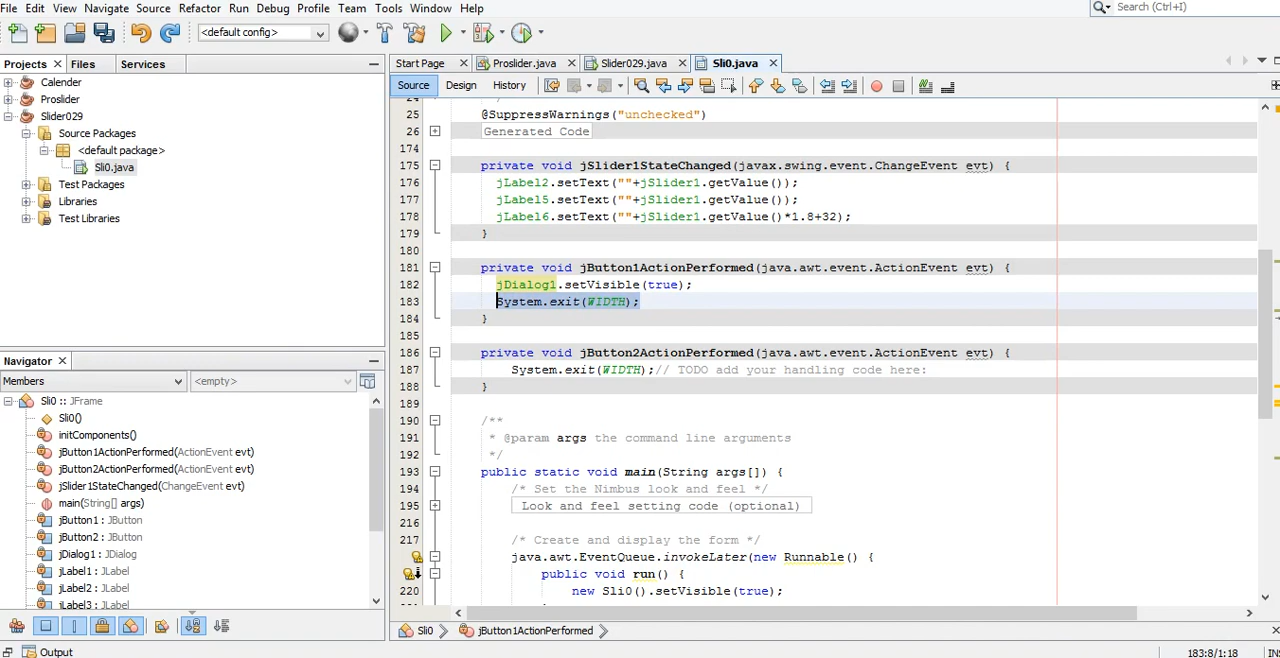 File Edit View Navigate Source Refactor Run Debug Profile Team Tools Window Help
Search (Ctrl+I)
<default config>
Projects Files Services
Calender
Proslider
Slider029
Source Packages
<default package>
Sli0.java
Test Packages
Libraries
Test Libraries
Navigator
Members <empty>
Sli0 :: JFrame
Sli0()
initComponents()
jButton1ActionPerformed(ActionEvent evt)
jButton2ActionPerformed(ActionEvent evt)
jSlider1StateChanged(ChangeEvent evt)
main(String[] args)
jButton1 : JButton
jButton2 : JButton
jDialog1 : JDialog
jLabel1 : JLabel
jLabel2 : JLabel
jLabel3 : JLabel
Start Page Proslider.java Slider029.java Sli0.java
Source Design History
24 */
25 @SuppressWarnings("unchecked")
26 Generated Code
174
175 private void jSlider1StateChanged(javax.swing.event.ChangeEvent evt) {
176 jLabel2.setText(""+jSlider1.getValue());
177 jLabel5.setText(""+jSlider1.getValue());
178 jLabel6.setText(""+jSlider1.getValue()*1.8+32);
179 }
180
181 private void jButton1ActionPerformed(java.awt.event.ActionEvent evt) {
182 jDialog1.setVisible(true);
183 System.exit(WIDTH);
184 }
185
186 private void jButton2ActionPerformed(java.awt.event.ActionEvent evt) {
187 System.exit(WIDTH);// TODO add your handling code here:
188 }
189
190 /**
191 * @param args the command line arguments
192 */
193 public static void main(String args[]) {
194 /* Set the Nimbus look and feel */
195 Look and feel setting code (optional)
216
217 /* Create and display the form */
java.awt.EventQueue.invokeLater(new Runnable() {
public void run() {
220 new Sli0().setVisible(true);
Sli0 jButton1ActionPerformed
Output
183:8/1:18